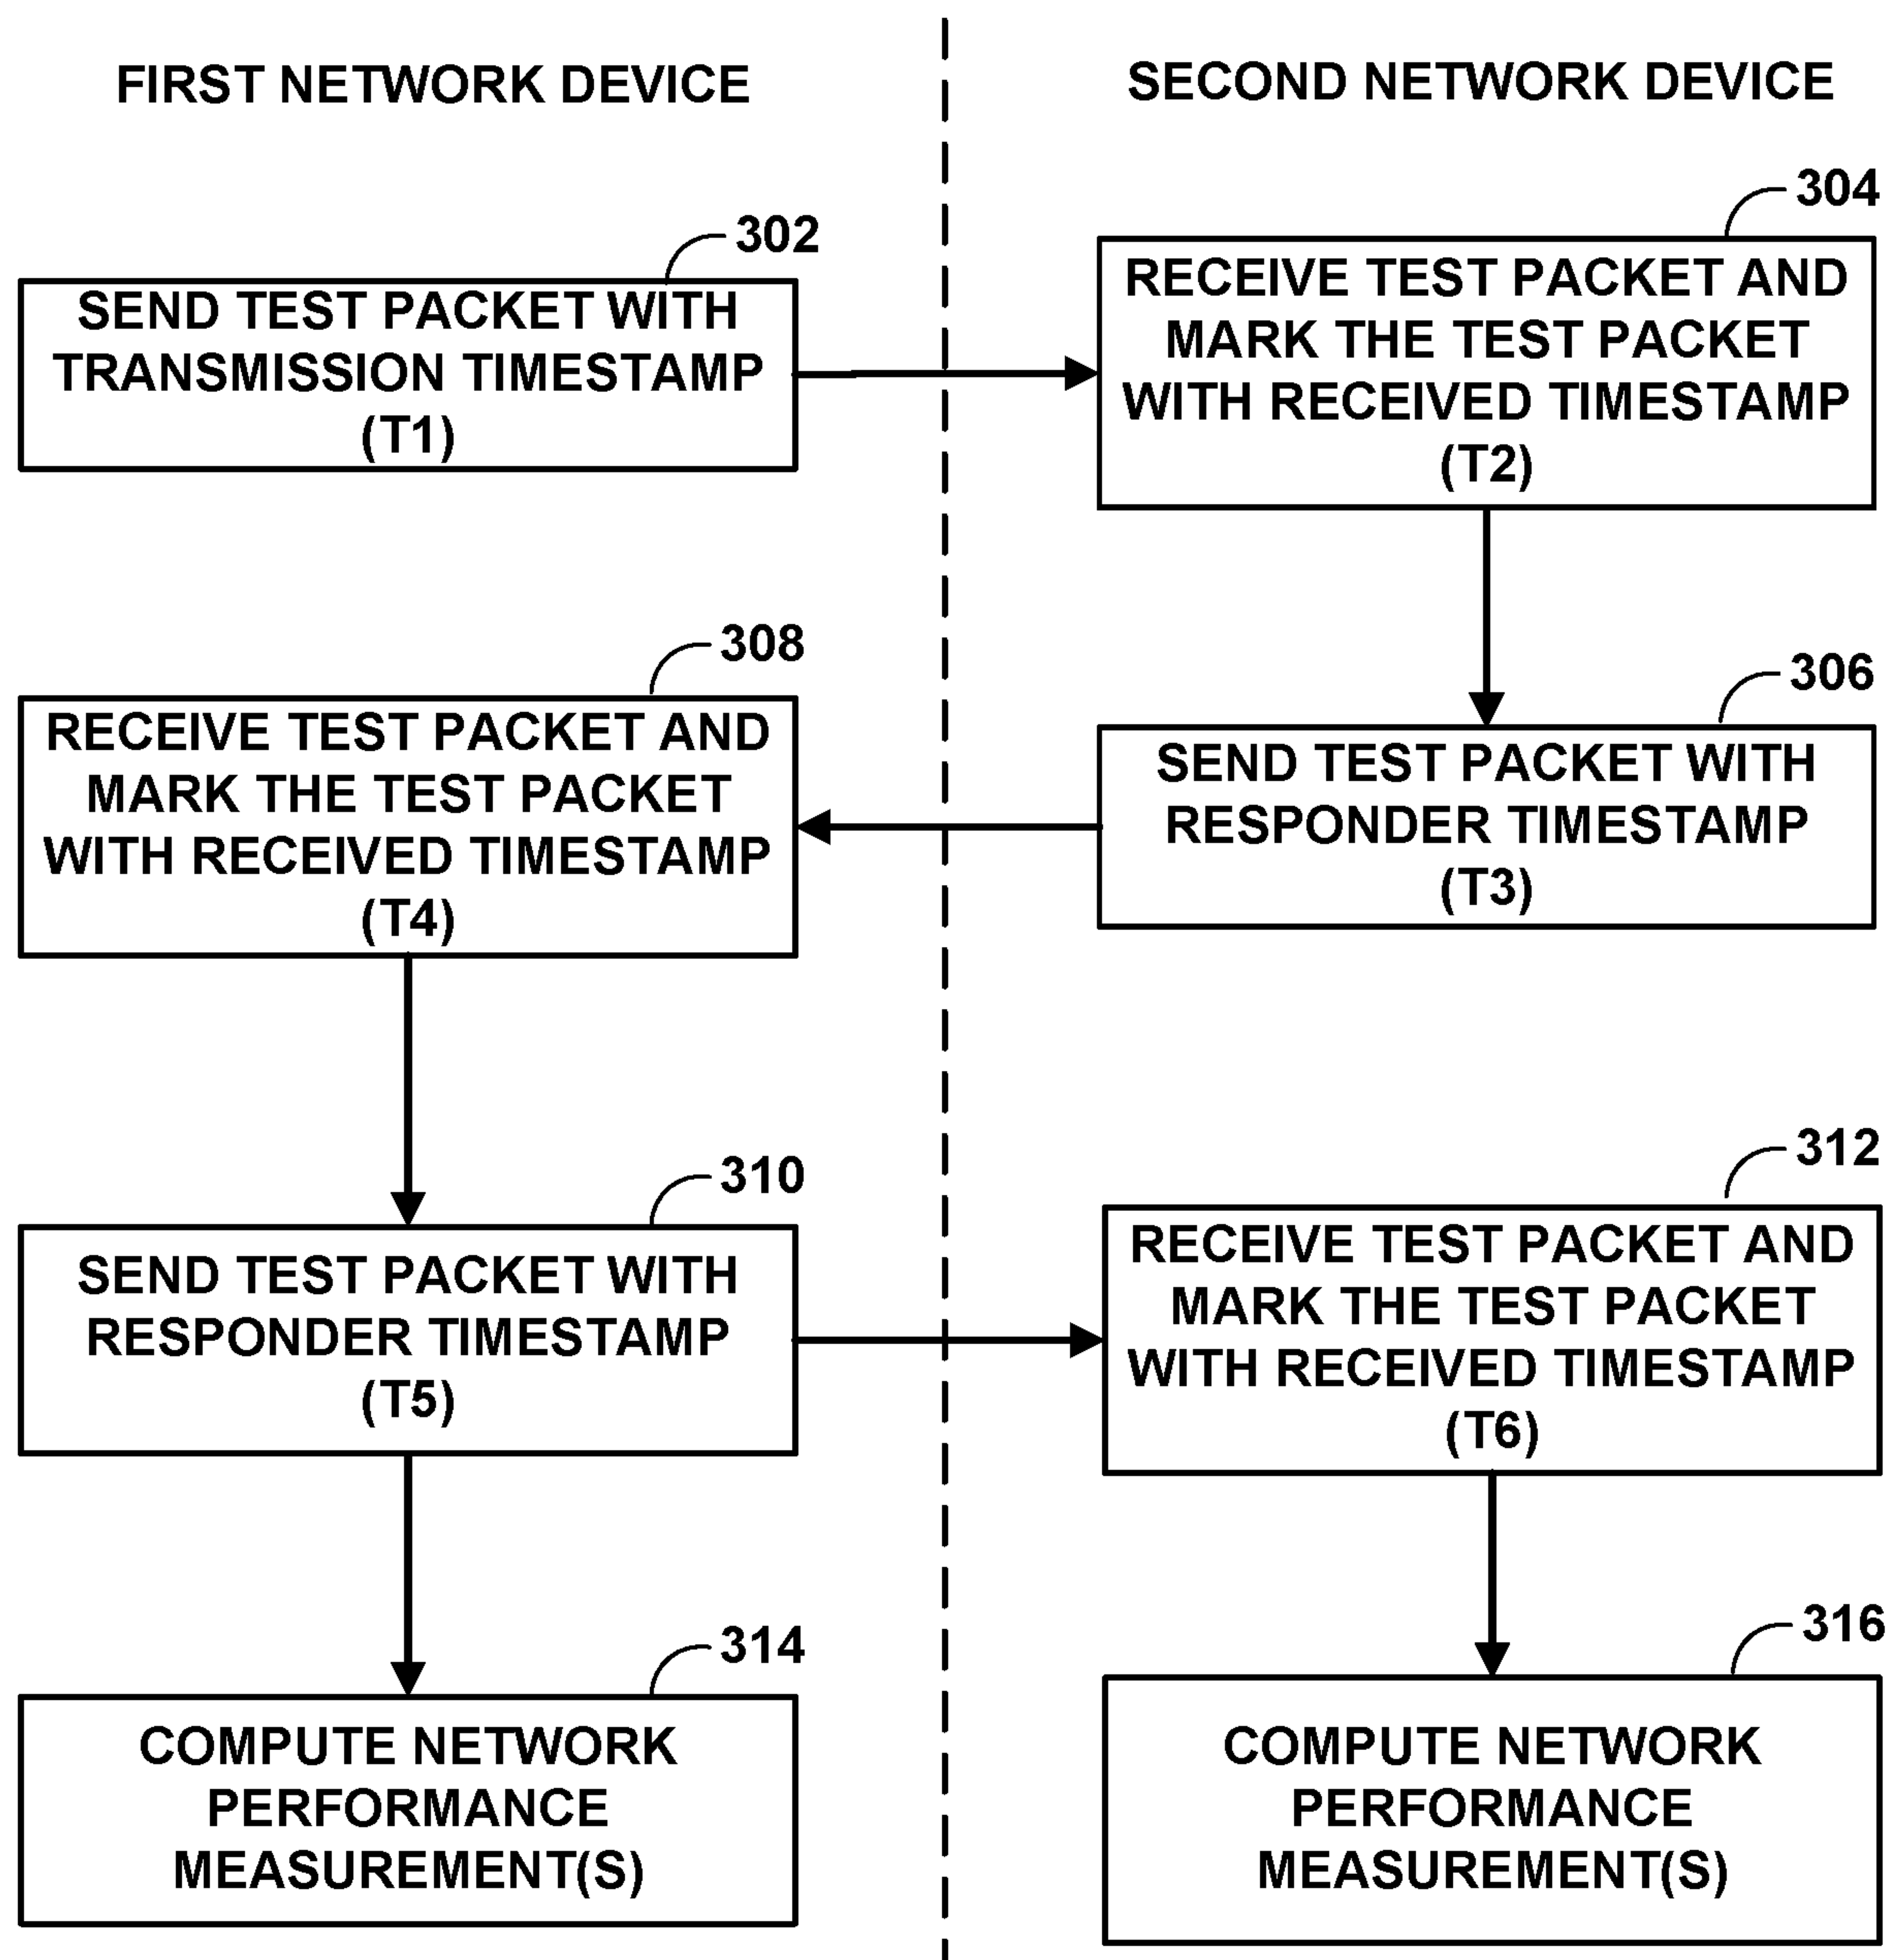 FIRST NETWORK DEVICE
SECOND NETWORK DEVICE
302
SEND TEST PACKET WITH
TRANSMISSION TIMESTAMP
(T1)
304
RECEIVE TEST PACKET AND
MARK THE TEST PACKET
WITH RECEIVED TIMESTAMP
(T2)
306
SEND TEST PACKET WITH
RESPONDER TIMESTAMP
(T3)
308
RECEIVE TEST PACKET AND
MARK THE TEST PACKET
WITH RECEIVED TIMESTAMP
(T4)
310
SEND TEST PACKET WITH
RESPONDER TIMESTAMP
(T5)
312
RECEIVE TEST PACKET AND
MARK THE TEST PACKET
WITH RECEIVED TIMESTAMP
(T6)
314
COMPUTE NETWORK
PERFORMANCE
MEASUREMENT(S)
316
COMPUTE NETWORK
PERFORMANCE
MEASUREMENT(S)